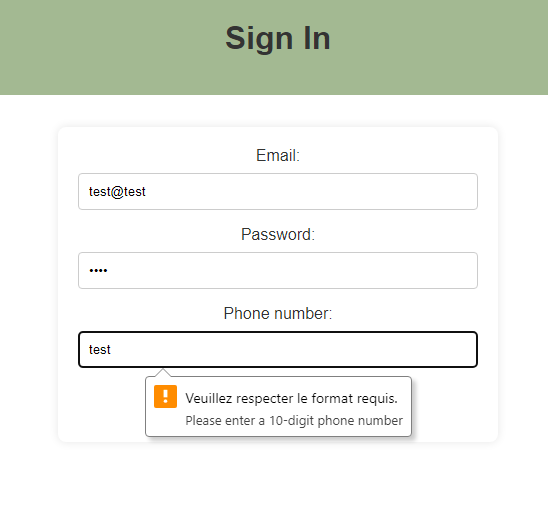 Sign In
Email:
test@test
Password:
••••
Phone number:
test
Veuillez respecter le format requis.
Please enter a 10-digit phone number